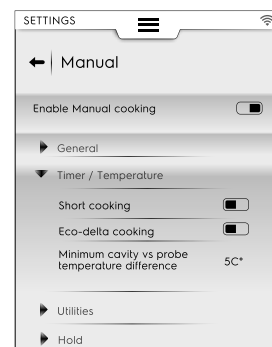 SETTINGS
Manual
Enable Manual cooking
General
Timer / Temperature
Short cooking
Eco-delta cooking
Minimum cavity vs probe
temperature difference
5C°
Utilities
Hold